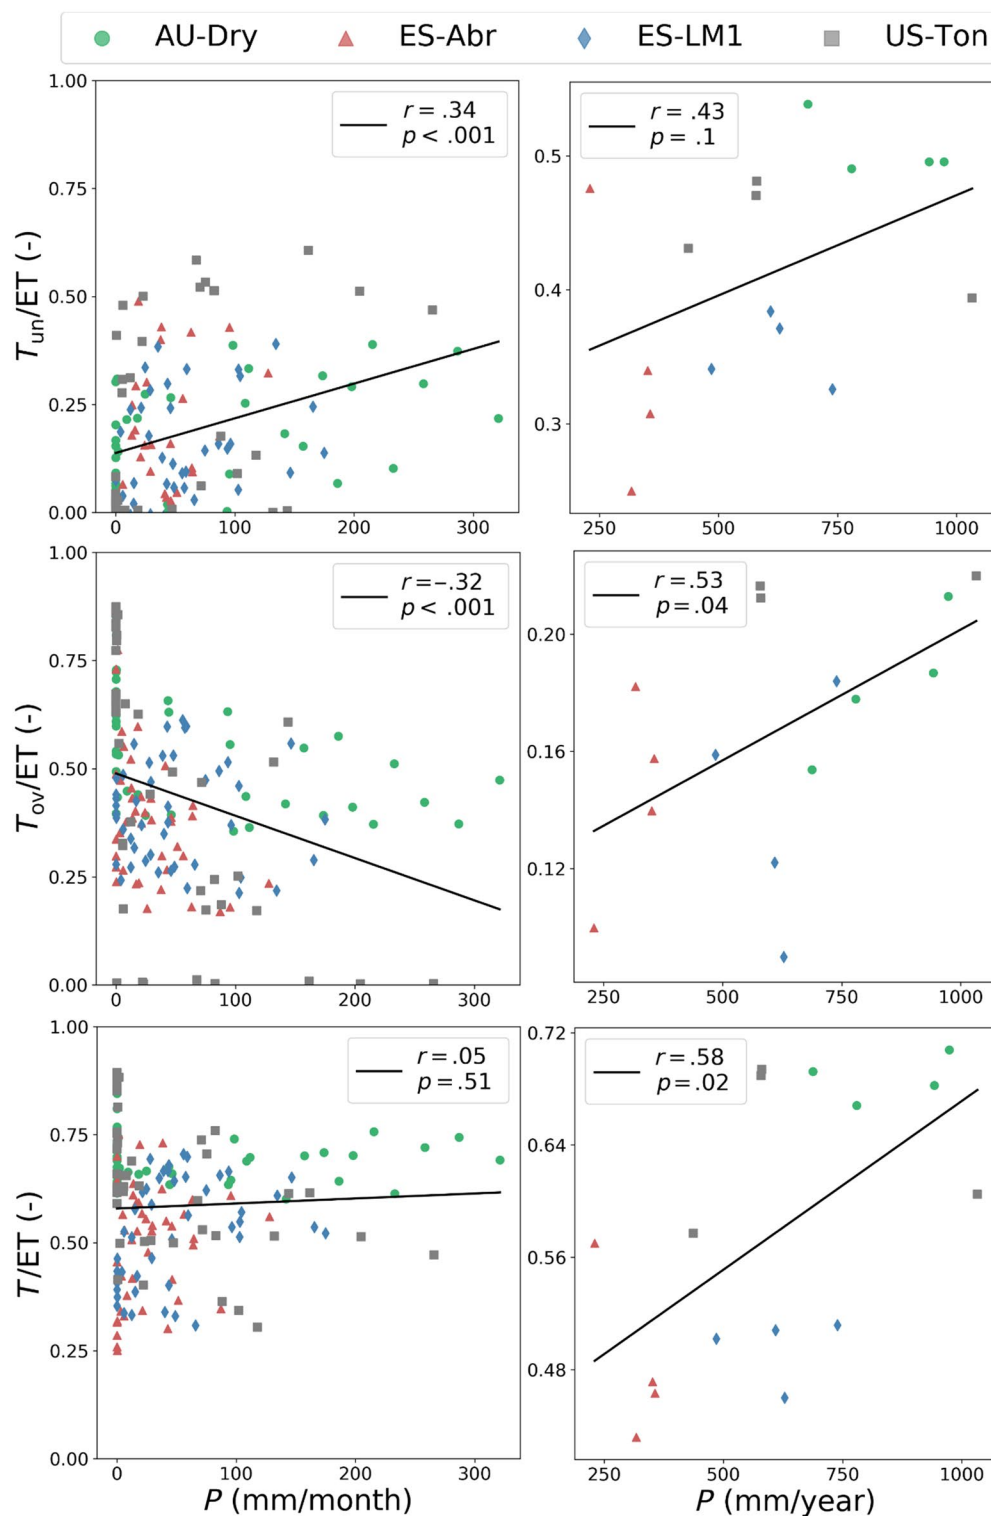 AU-Dry ES-Abr ES-LM1 US-Ton
1.00
0.75
0.50
0.25
0.00
T_un/ET (-)
r = .34
p < .001
0 100 200 300
0.5
0.4
0.3
r = .43
p = .1
250 500 750 1000
1.00
0.75
0.50
0.25
0.00
T_ov/ET (-)
r=–.32
p < .001
0 100 200 300
0.20
0.16
0.12
r=.53
p=.04
250 500 750 1000
1.00
0.75
0.50
0.25
0.00
T/ET (-)
r=.05
p=.51
0 100 200 300
P (mm/month)
0.72
0.64
0.56
0.48
r=.58
p=.02
250 500 750 1000
P (mm/year)